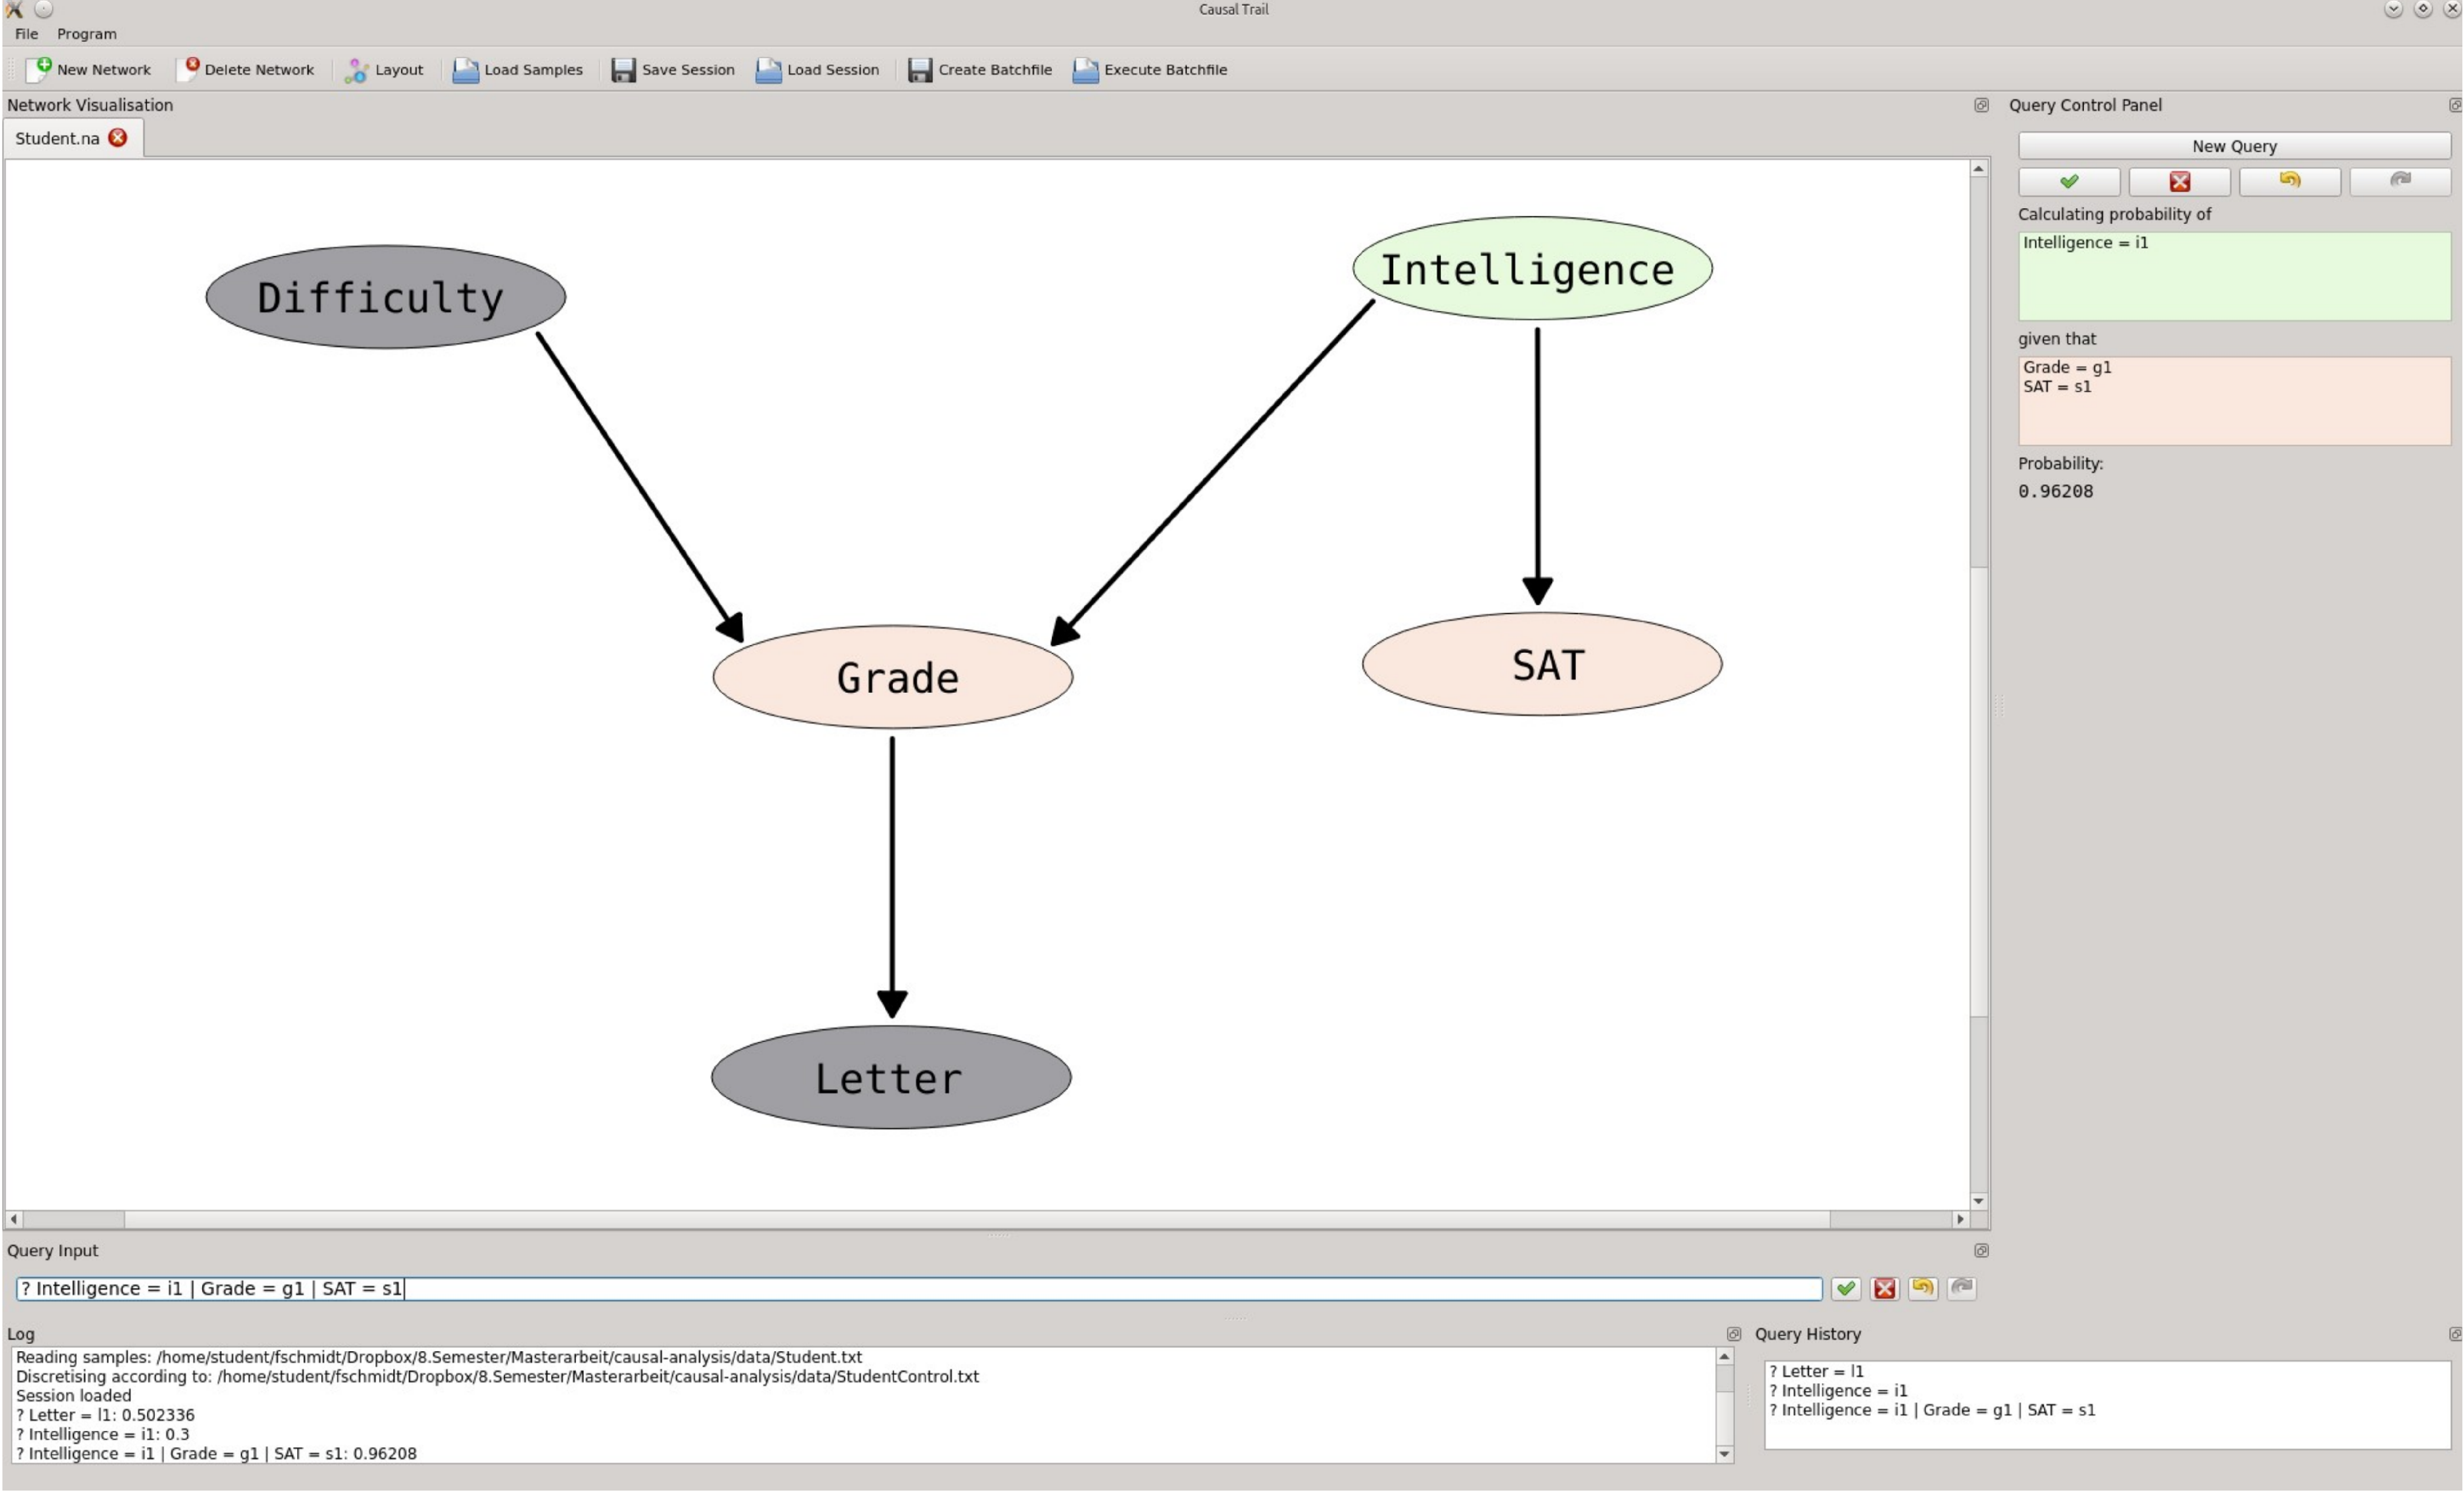 Causal Trail
File Program
New Network Delete Network Layout Load Samples Save Session Load Session Create Batchfile Execute Batchfile
Network Visualisation
Student.na
Difficulty
Intelligence
Grade
SAT
Letter
Query Control Panel
New Query
Calculating probability of
Intelligence = i1
given that
Grade = g1
SAT = s1
Probability:
0.96208
Query Input
? Intelligence = i1 | Grade = g1 | SAT = s1
Log
Reading samples: /home/student/fschmidt/Dropbox/8.Semester/Masterarbeit/causal-analysis/data/Student.txt
Discretising according to: /home/student/fschmidt/Dropbox/8.Semester/Masterarbeit/causal-analysis/data/StudentControl.txt
Session loaded
? Letter = l1: 0.502336
? Intelligence = i1: 0.3
? Intelligence = i1 | Grade = g1 | SAT = s1: 0.96208
Query History
? Letter = l1
? Intelligence = i1
? Intelligence = i1 | Grade = g1 | SAT = s1